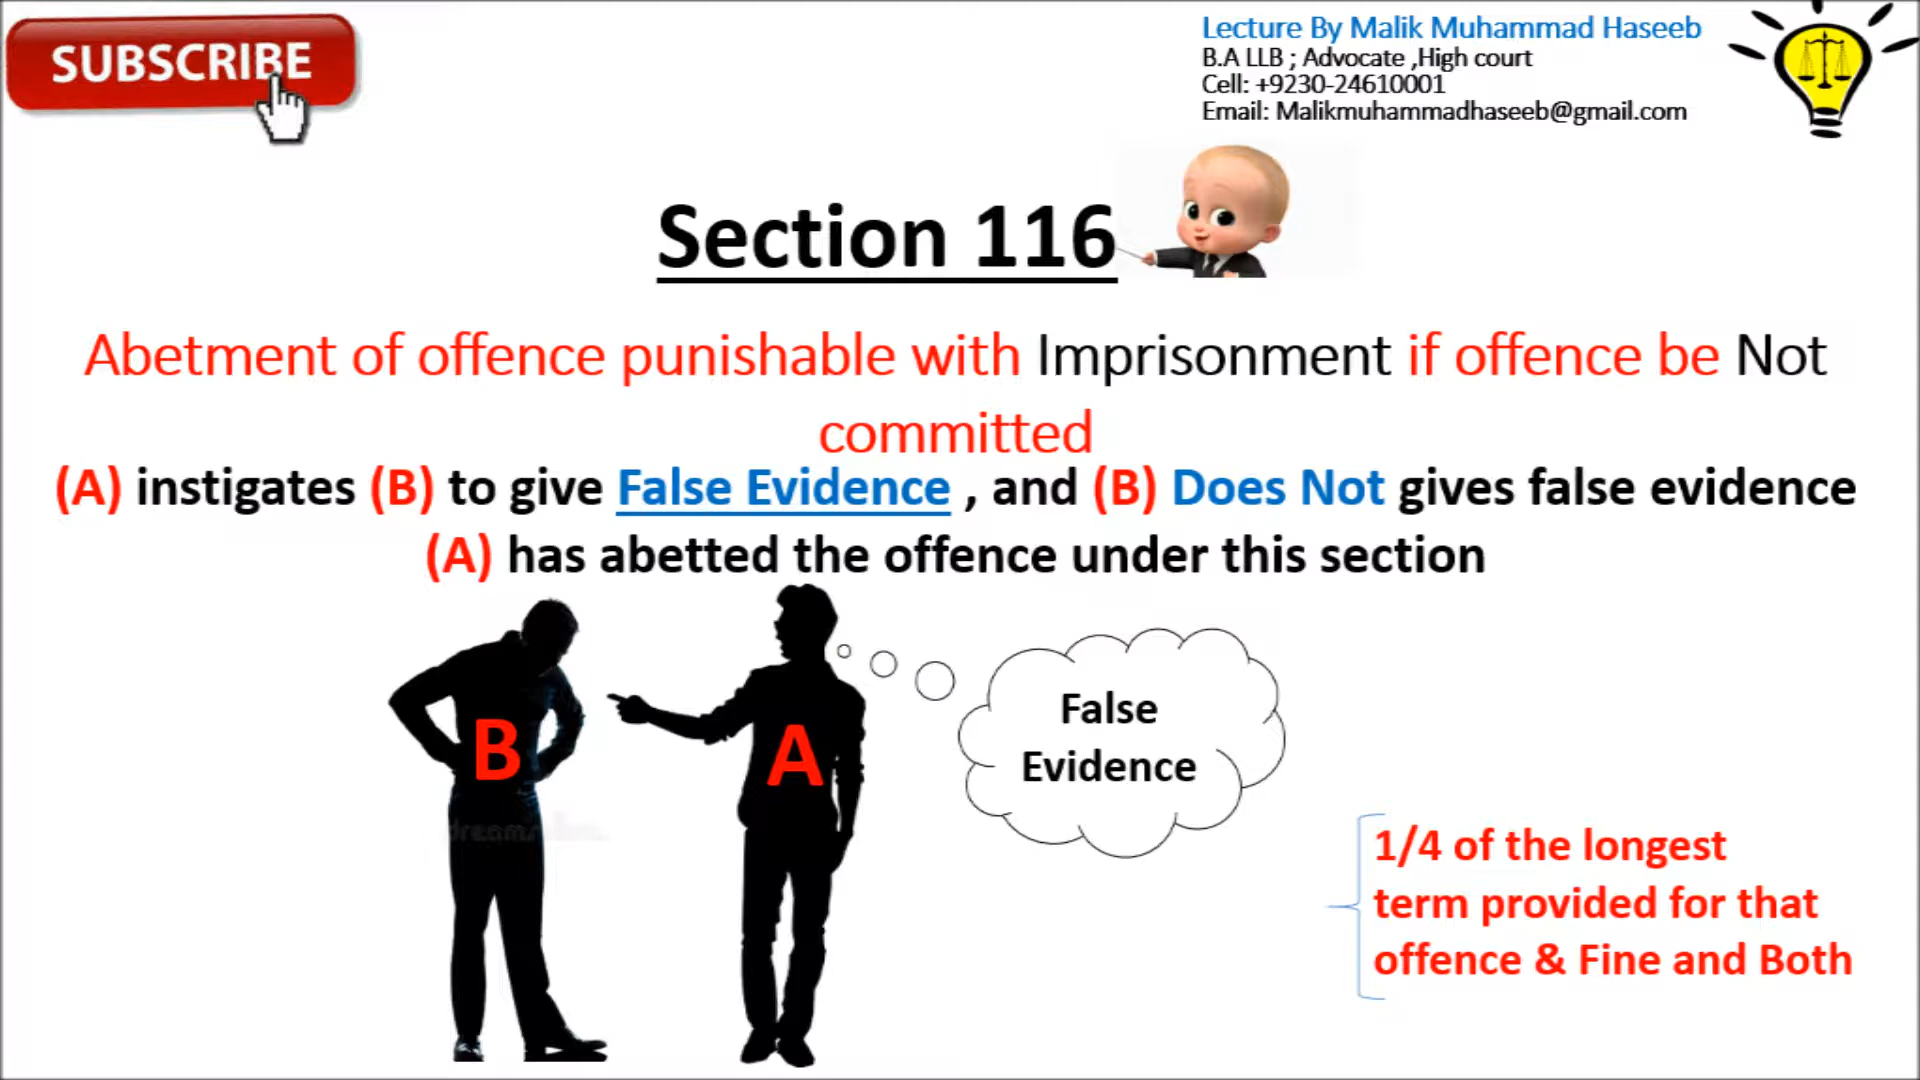 SUBSCRIBE
Lecture By Malik Muhammad Haseeb
B.A LLB ; Advocate ,High court
Cell: +9230-24610001
Email: Malikmuhammadhaseeb@gmail.com
Section 116
Abetment of offence punishable with Imprisonment if offence be Not
committed
(A) instigates (B) to give False Evidence , and (B) Does Not gives false evidence
(A) has abetted the offence under this section
B
A
False
Evidence
1/4 of the longest
term provided for that
offence & Fine and Both